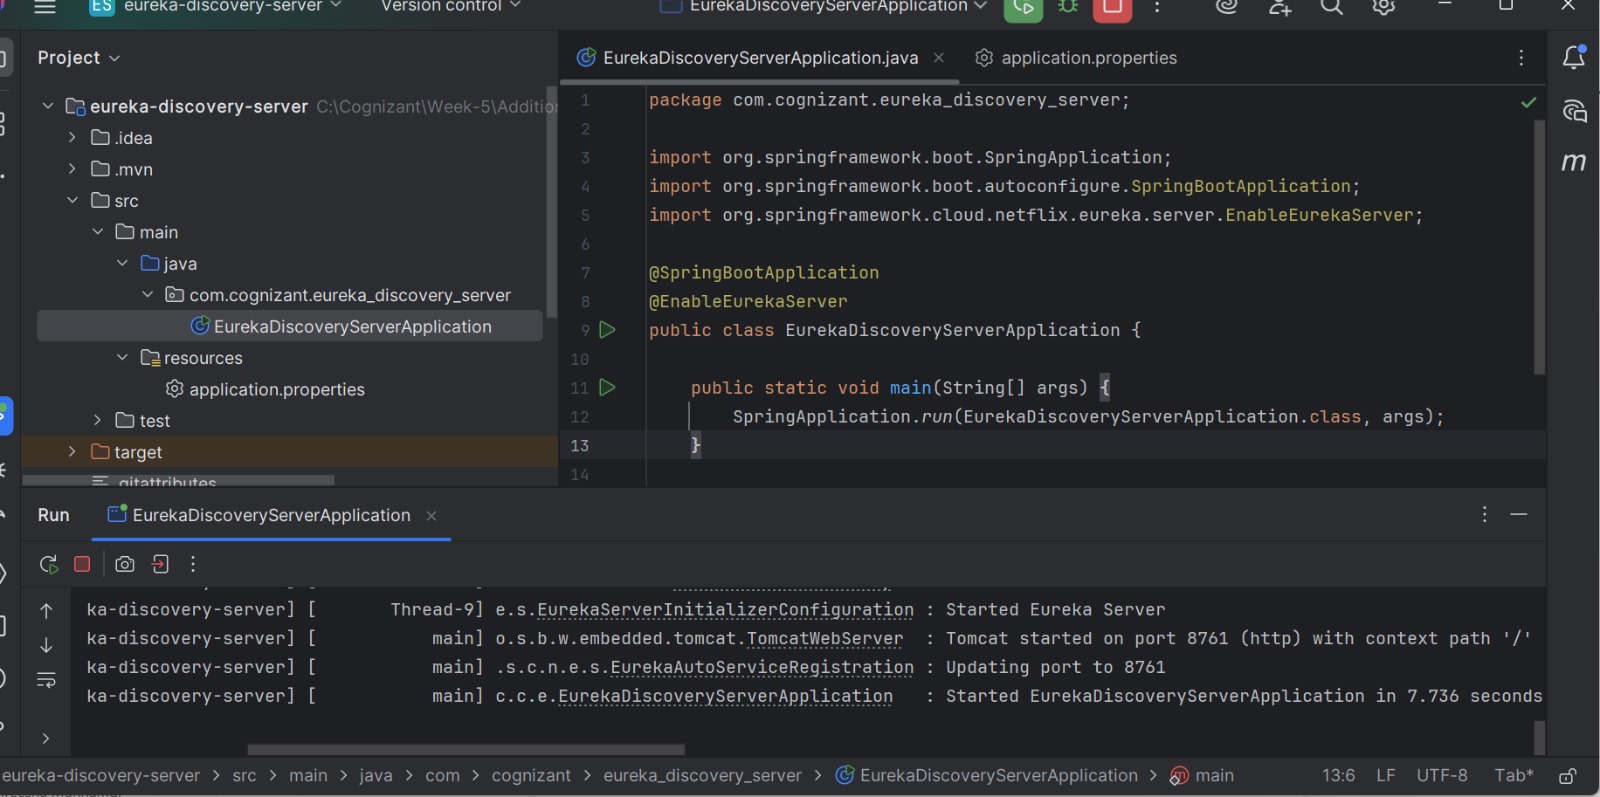 ES eureka-discovery-server Version control EurekaDiscoveryServerApplication
Project
eureka-discovery-server C:\Cognizant\Week-5\Additio
.idea
.mvn
src
main
java
com.cognizant.eureka_discovery_server
EurekaDiscoveryServerApplication
resources
application.properties
test
target
.gitattributes
EurekaDiscoveryServerApplication.java application.properties
1 package com.cognizant.eureka_discovery_server;
2
3 import org.springframework.boot.SpringApplication;
4 import org.springframework.boot.autoconfigure.SpringBootApplication;
5 import org.springframework.cloud.netflix.eureka.server.EnableEurekaServer;
6
7 @SpringBootApplication
8 @EnableEurekaServer
9 public class EurekaDiscoveryServerApplication {
10
11 public static void main(String[] args) {
12 SpringApplication.run(EurekaDiscoveryServerApplication.class, args);
13 }
14
m
Run EurekaDiscoveryServerApplication
ka-discovery-server] [ Thread-9] e.s.EurekaServerInitializerConfiguration : Started Eureka Server
ka-discovery-server] [ main] o.s.b.w.embedded.tomcat.TomcatWebServer : Tomcat started on port 8761 (http) with context path '/'
ka-discovery-server] [ main] .s.c.n.e.s.EurekaAutoServiceRegistration : Updating port to 8761
ka-discovery-server] [ main] c.c.e.EurekaDiscoveryServerApplication : Started EurekaDiscoveryServerApplication in 7.736 seconds
eureka-discovery-server > src > main > java > com > cognizant > eureka_discovery_server > EurekaDiscoveryServerApplication > m main 13:6 LF UTF-8 Tab*